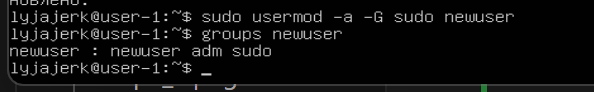 новлено.
lyjajerk@user-1:~$ sudo usermod -a -G sudo newuser
lyjajerk@user-1:~$ groups newuser
newuser : newuser adm sudo
lyjajerk@user-1:~$ _